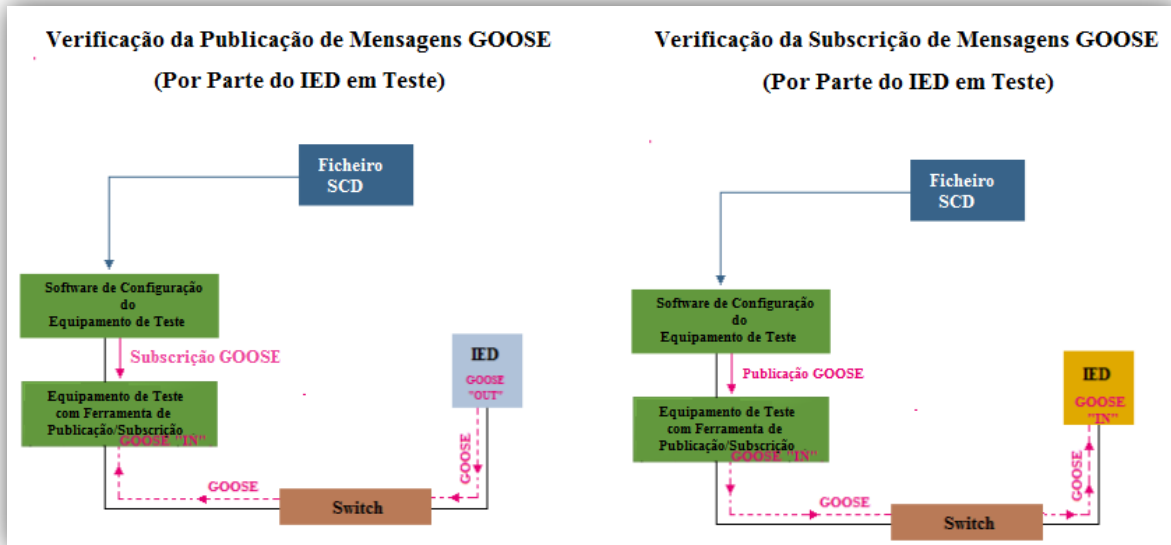 Verificação da Publicação de Mensagens GOOSE
(Por Parte do IED em Teste)
Ficheiro
SCD
Software de Configuração
do
Equipamento de Teste
Subscrição GOOSE
Equipamento de Teste
com Ferramenta de
Publicação/Subscrição
GOOSE "IN"
IED
GOOSE
"OUT"
GOOSE
GOOSE
Switch
Verificação da Subscrição de Mensagens GOOSE
(Por Parte do IED em Teste)
Ficheiro
SCD
Software de Configuração
do
Equipamento de Teste
Publicação GOOSE
Equipamento de Teste
com Ferramenta de
Publicação/Subscrição
GOOSE "IN"
IED
GOOSE
"IN"
GOOSE
GOOSE
Switch